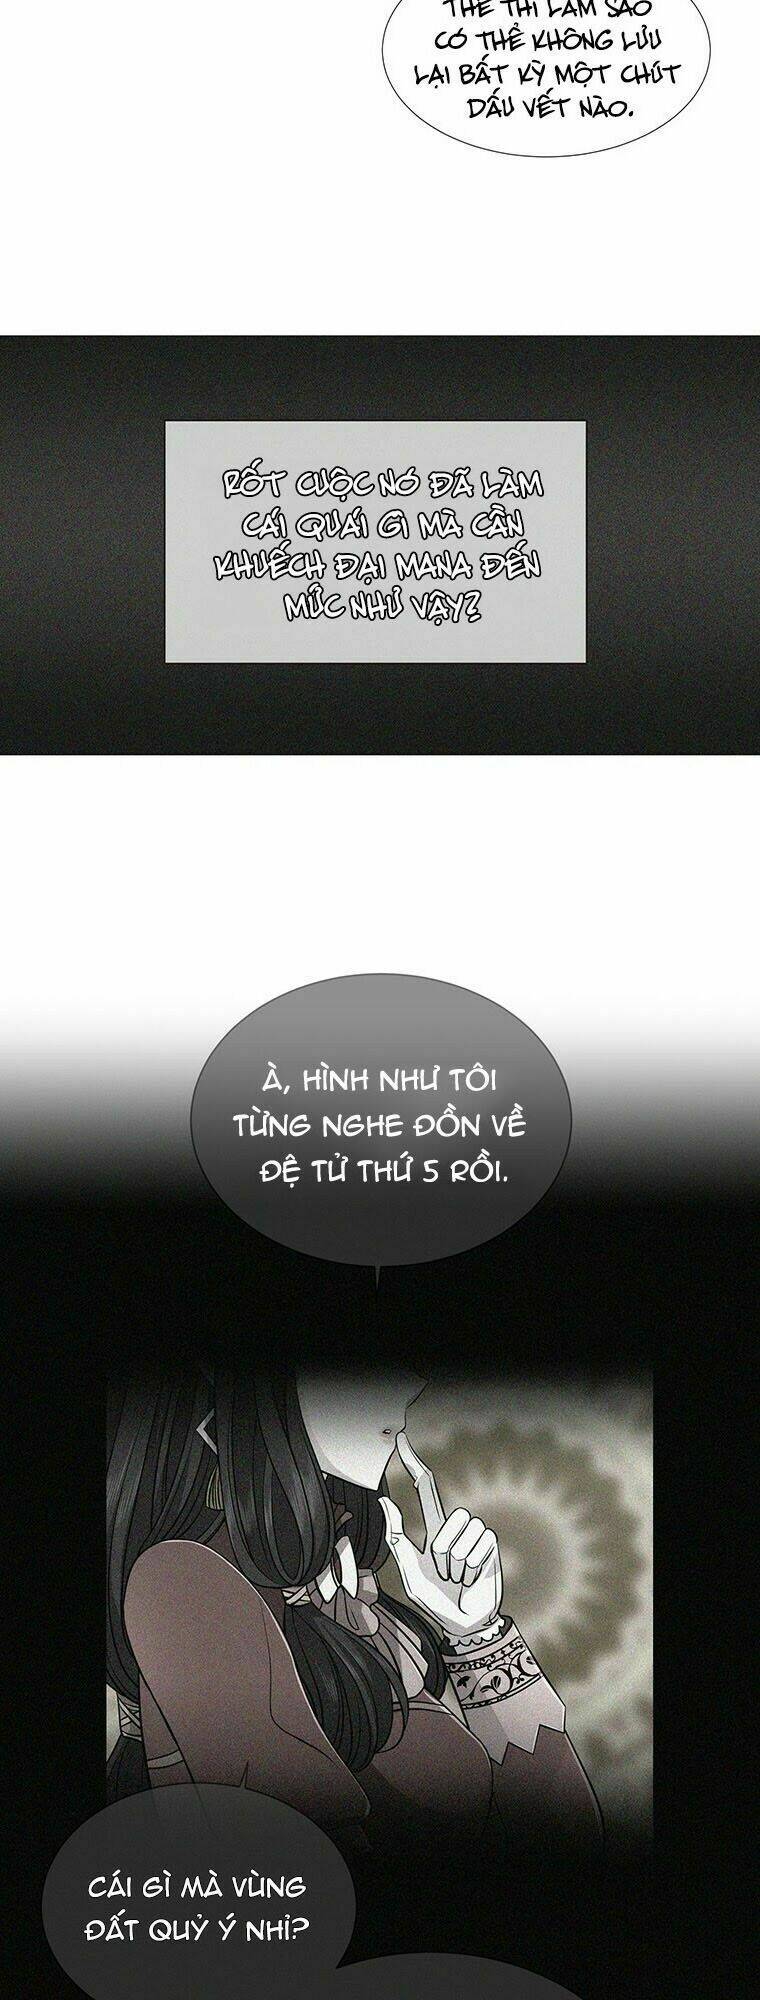 THẾ THÌ LÀM SAO
CÓ THỂ KHÔNG LƯU
LẠI BẤT KỲ MỘT CHÚT
DẤU VẾT NÀO.
RỐT CUỘC NÓ ĐÃ LÀM
CÁI QUÁI GÌ MÀ CẦN
KHUẾCH ĐẠI MANA ĐẾN
MỨC NHƯ VẬY?
À, HÌNH NHƯ TÔI
TỪNG NGHE ĐỒN VỀ
ĐỆ TỬ THỨ 5 RỒI.
CÁI GÌ MÀ VÙNG
ĐẤT QUỶ Ý NHỈ?